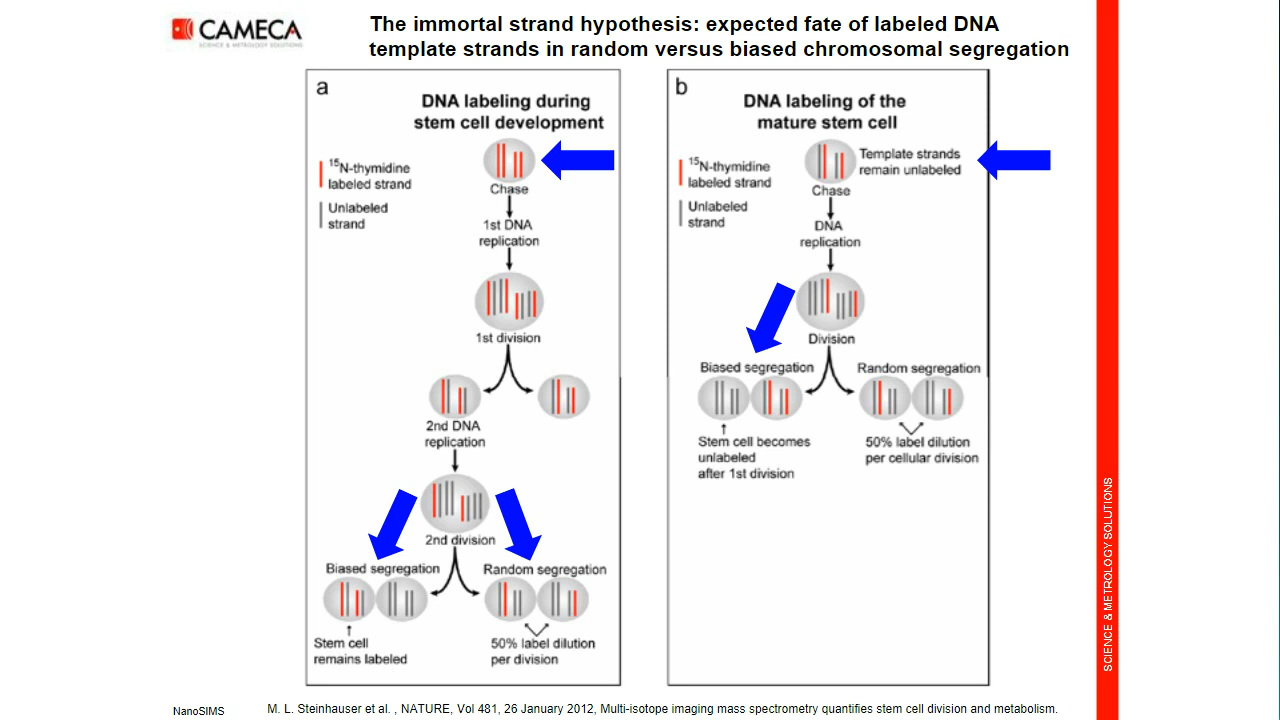 CAMECA
SCIENCE & METROLOGY SOLUTIONS
The immortal strand hypothesis: expected fate of labeled DNA
template strands in random versus biased chromosomal segregation
a
DNA labeling during
stem cell development
15N-thymidine
labeled strand
Unlabeled
strand
Chase
1st DNA
replication
1st division
2nd DNA
replication
2nd division
Biased segregation
Random segregation
Stem cell
remains labeled
50% label dilution
per division
b
DNA labeling of the
mature stem cell
15N-thymidine
labeled strand
Unlabeled
strand
Template strands
remain unlabeled
Chase
DNA
replication
Division
Biased segregation
Random segregation
Stem cell becomes
unlabeled
after 1st division
50% label dilution
per cellular division
SCIENCE & METROLOGY SOLUTIONS
NanoSIMS
M. L. Steinhauser et al. , NATURE, Vol 481, 26 January 2012, Multi-isotope imaging mass spectrometry quantifies stem cell division and metabolism.